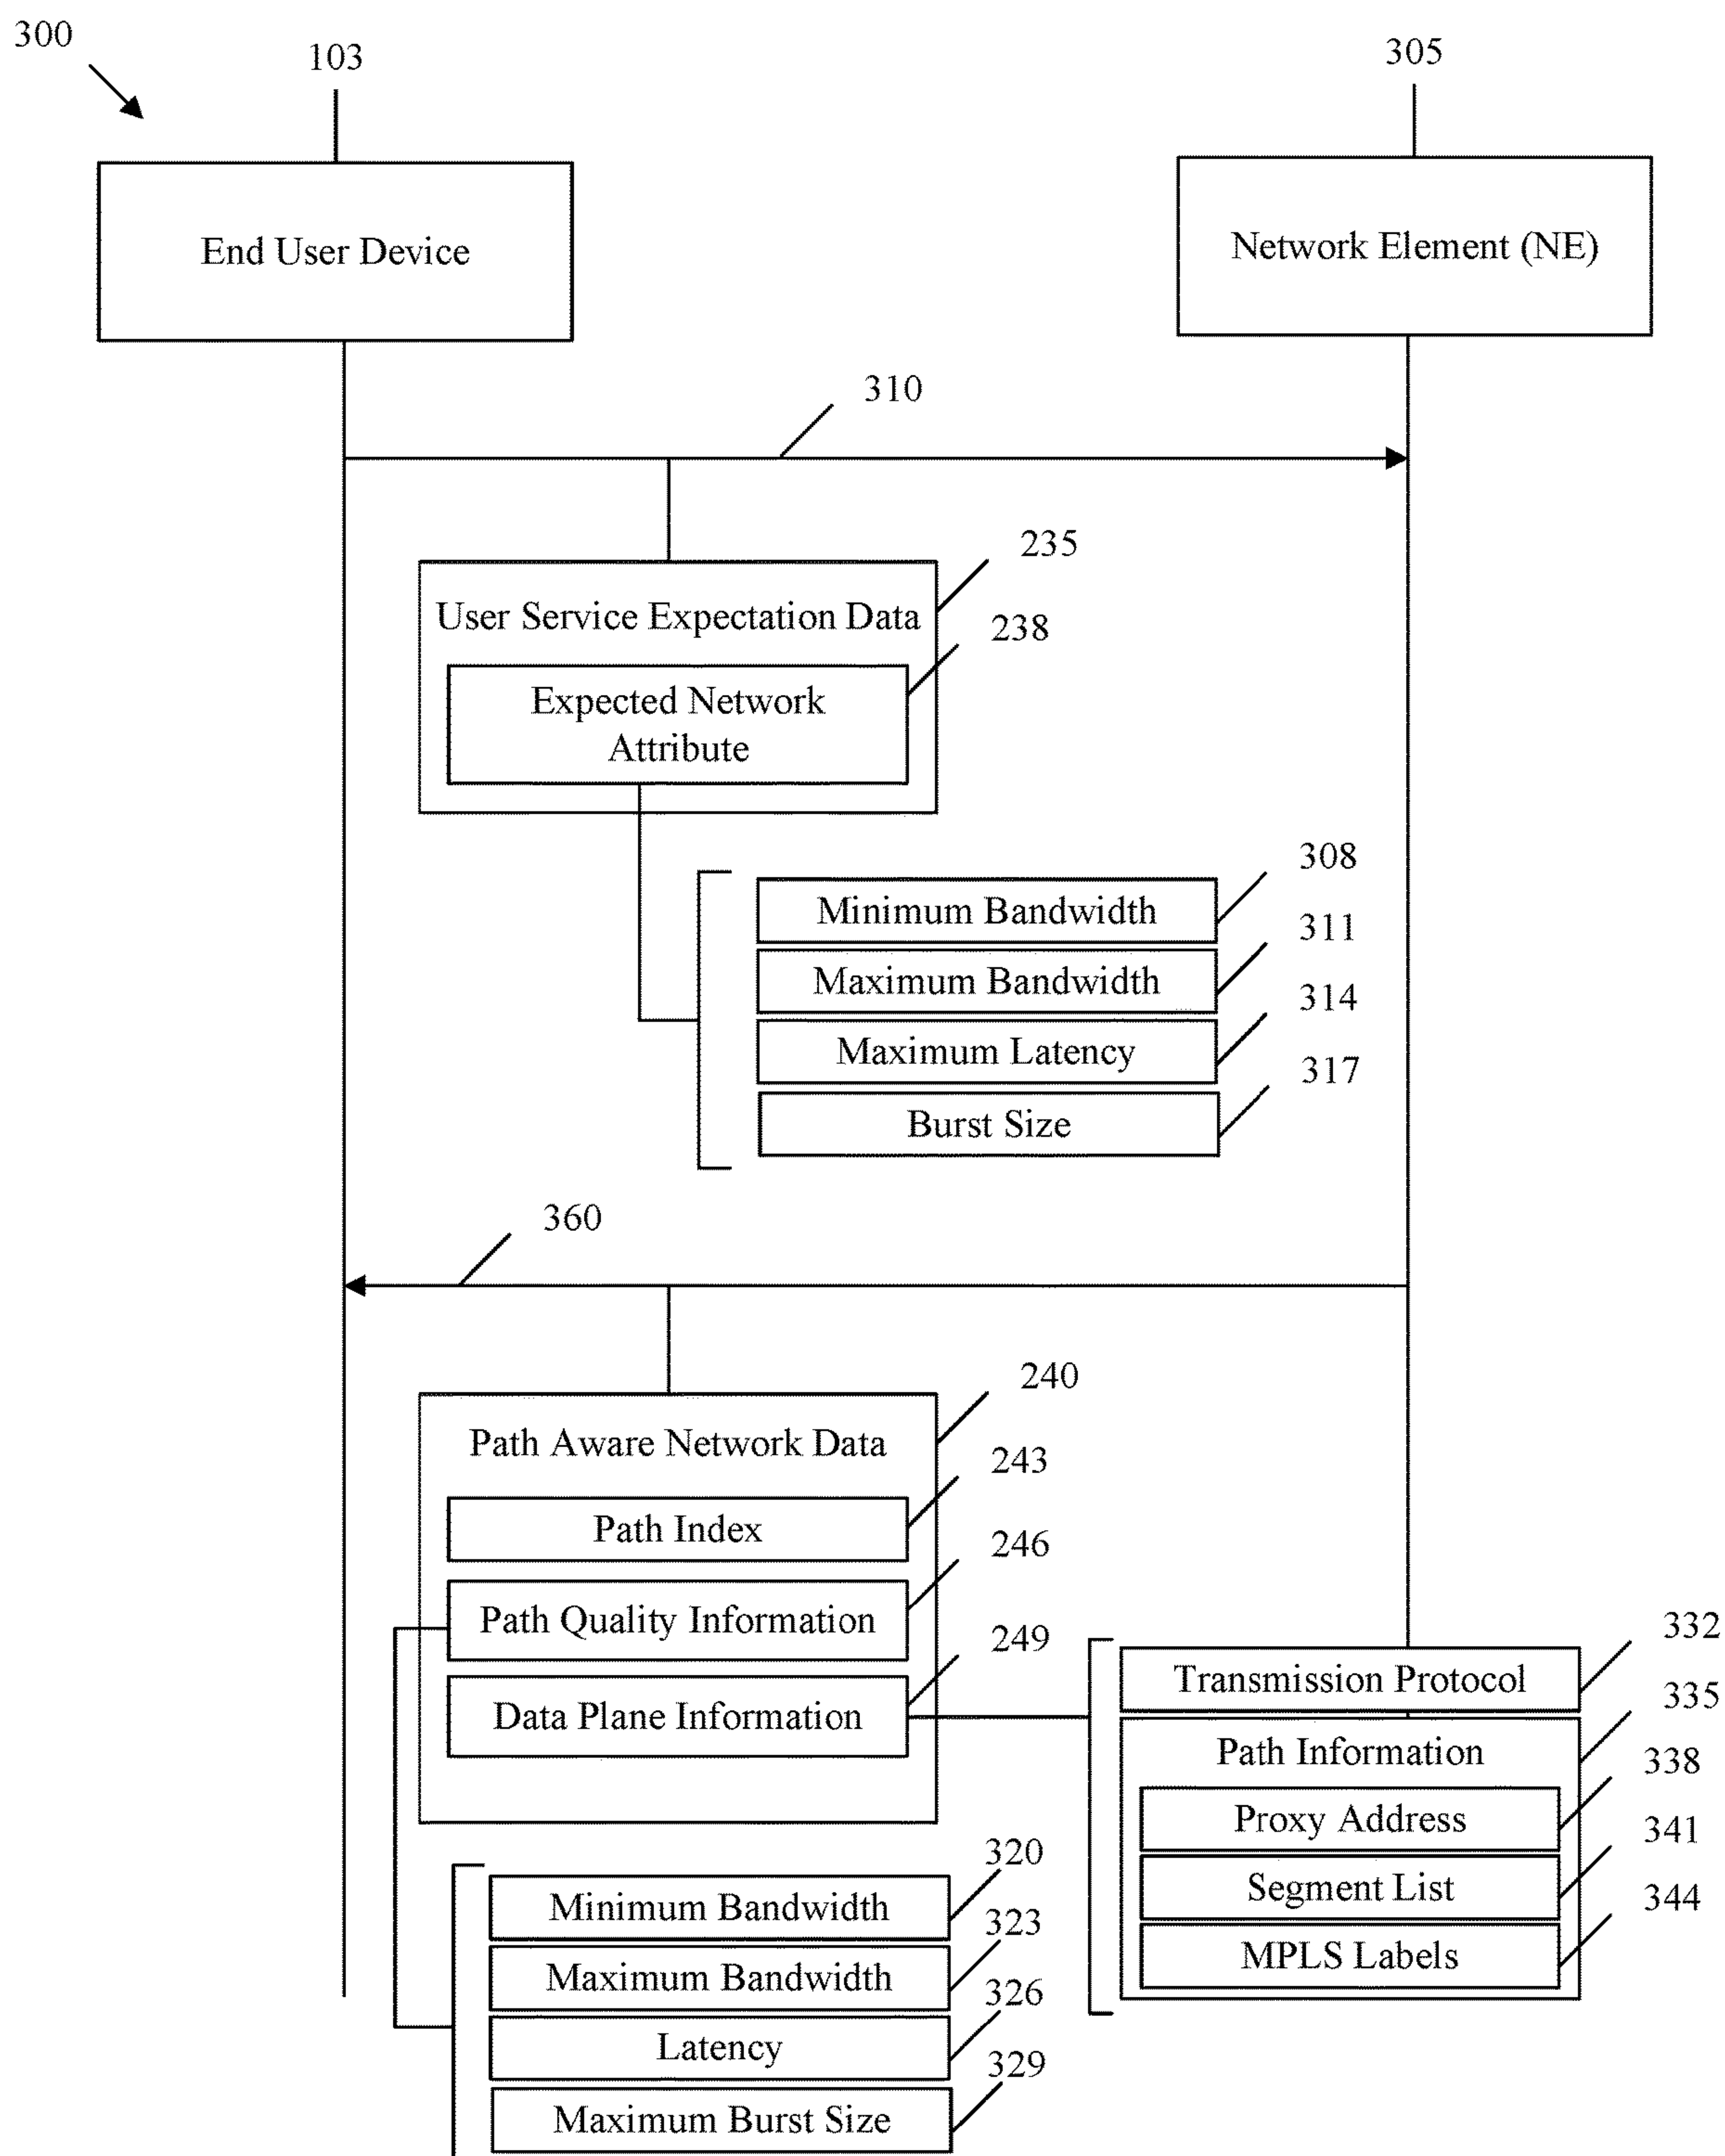 300
103
305
End User Device
Network Element (NE)
310
235
User Service Expectation Data
238
Expected Network
Attribute
308
Minimum Bandwidth
311
Maximum Bandwidth
314
Maximum Latency
317
Burst Size
360
240
Path Aware Network Data
243
Path Index
246
Path Quality Information
249
Data Plane Information
332
Transmission Protocol
335
Path Information
338
Proxy Address
341
Segment List
344
MPLS Labels
320
Minimum Bandwidth
323
Maximum Bandwidth
326
Latency
329
Maximum Burst Size